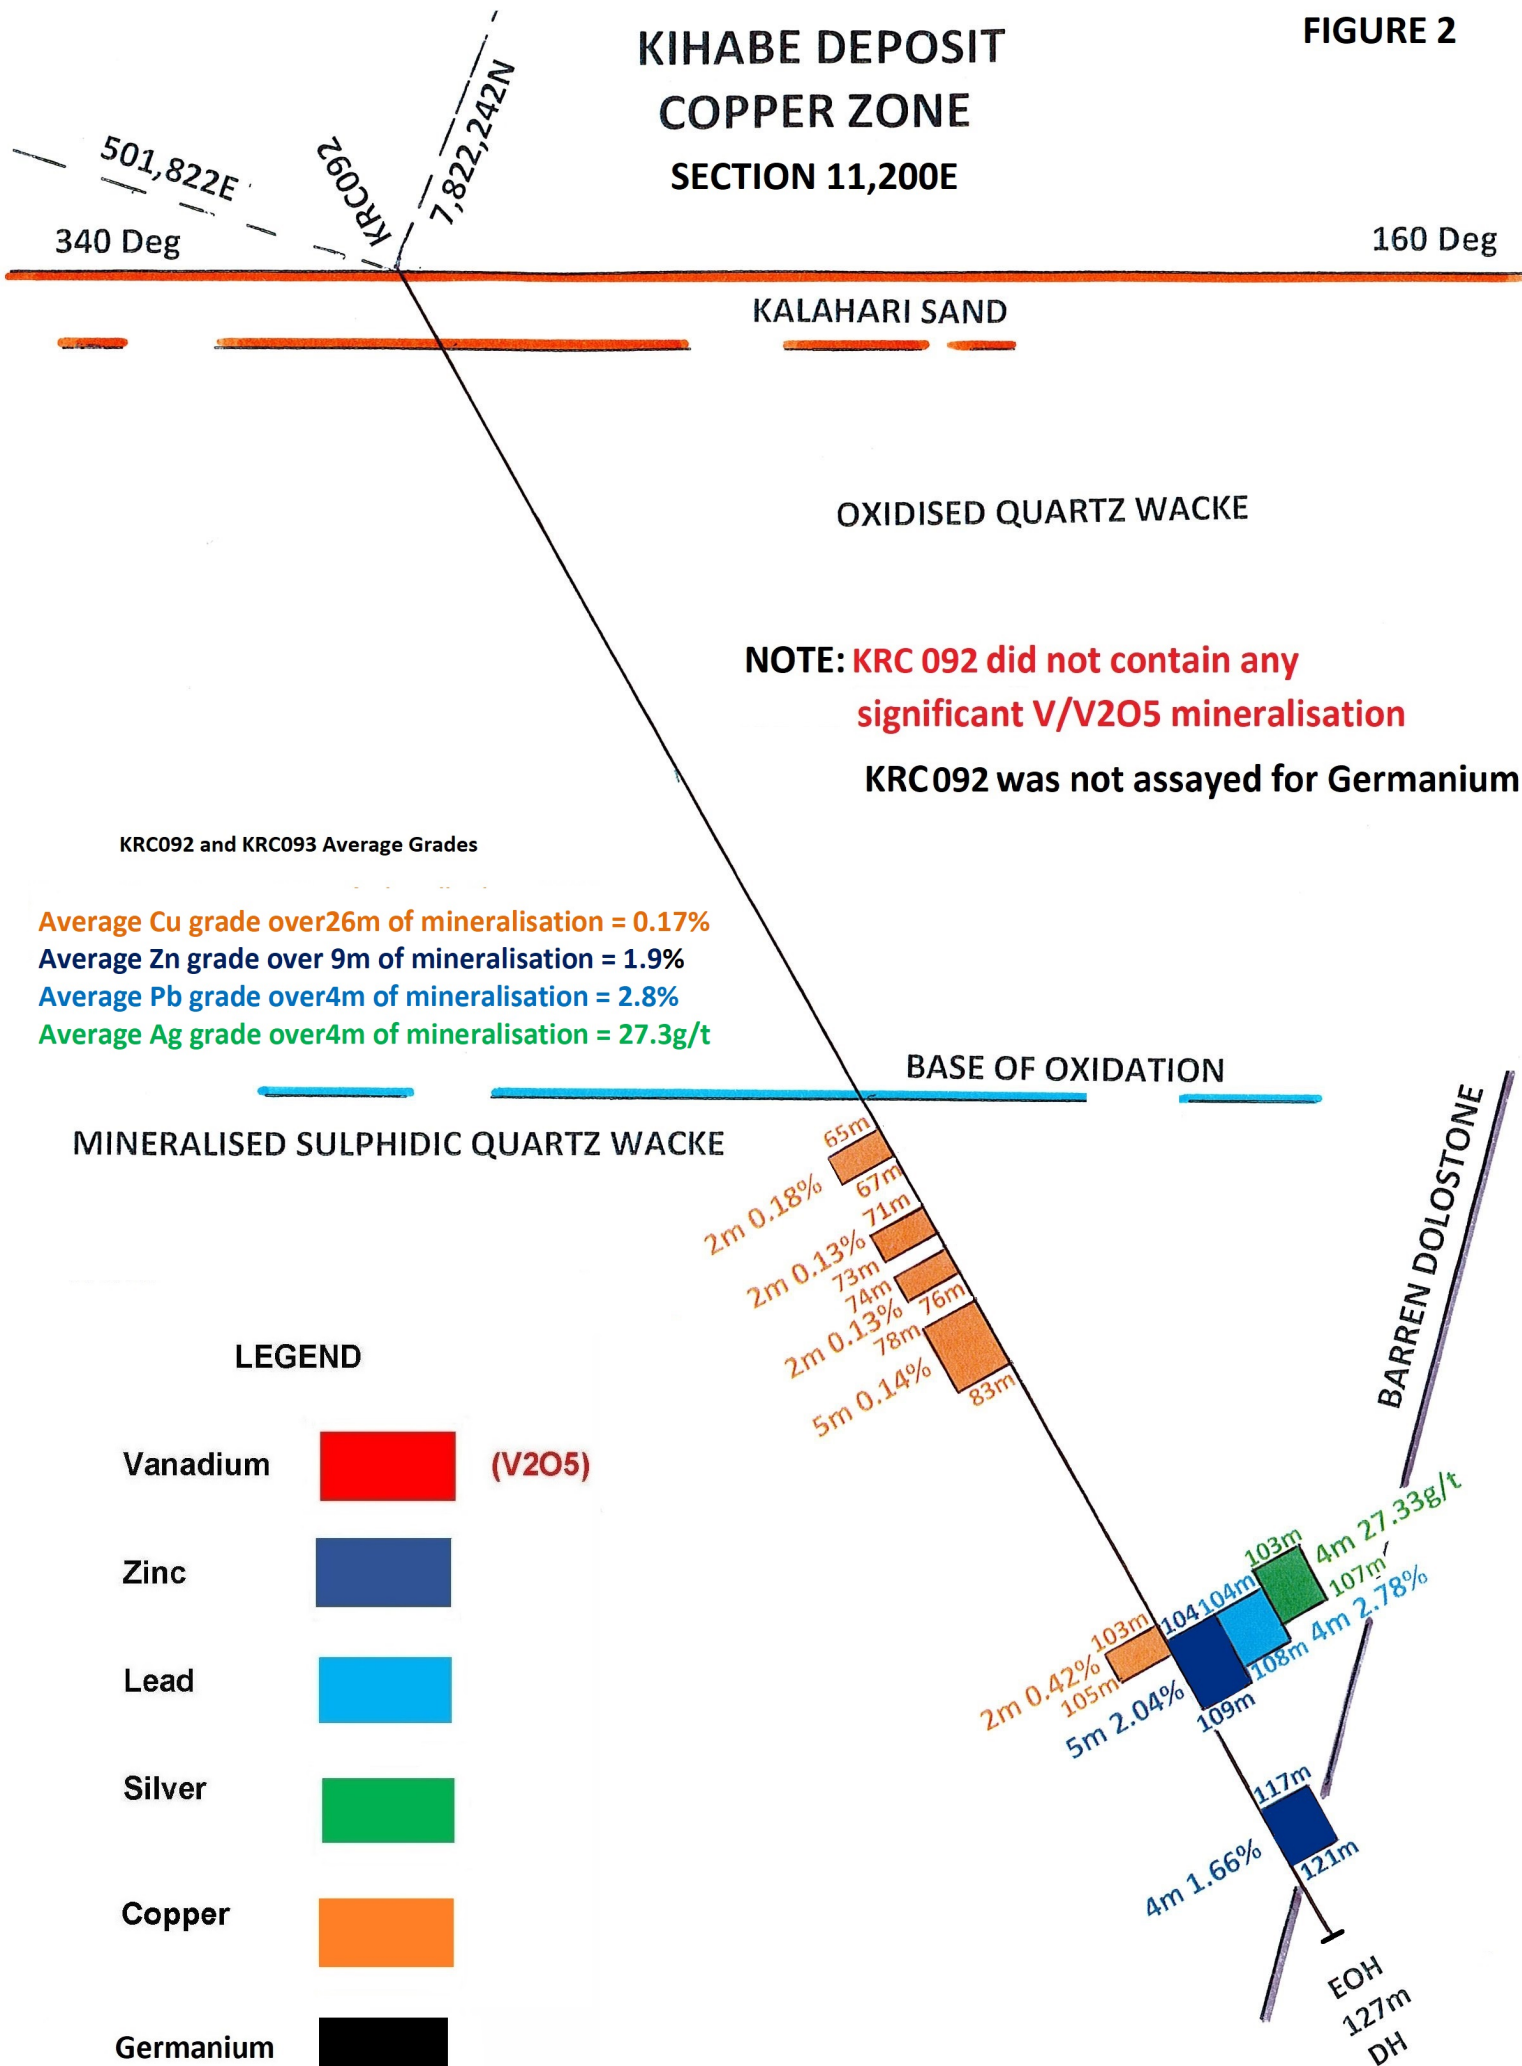 FIGURE 2
KIHABE DEPOSIT
COPPER ZONE
SECTION 11,200E
501,822E
KRC092
7,822,242N
340 Deg
160 Deg
KALAHARI SAND
OXIDISED QUARTZ WACKE
NOTE: KRC 092 did not contain any
significant V/V2O5 mineralisation
KRC092 was not assayed for Germanium
KRC092 and KRC093 Average Grades
Average Cu grade over26m of mineralisation = 0.17%
Average Zn grade over 9m of mineralisation = 1.9%
Average Pb grade over4m of mineralisation = 2.8%
Average Ag grade over4m of mineralisation = 27.3g/t
BASE OF OXIDATION
MINERALISED SULPHIDIC QUARTZ WACKE
BARREN DOLOSTONE
65m
67m
2m 0.18%
71m
2m 0.13%
73m
74m
76m
2m 0.13%
78m
5m 0.14%
83m
LEGEND
Vanadium
(V2O5)
Zinc
Lead
Silver
Copper
Germanium
103m
4m 27.33g/t
107m
104m
4m 2.78%
108m
104
103m
2m 0.42%
105m
5m 2.04%
109m
117m
4m 1.66%
121m
EOH
127m
DH